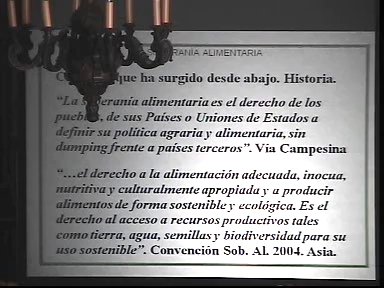 RANÍA ALIMENTARIA
que ha surgido desde abajo. Historia.
“La soberanía alimentaria es el derecho de los
pueblos, de sus Países o Uniones de Estados a
definir su política agraria y alimentaria, sin
dumping frente a países terceros”. Vía Campesina
“…el derecho a la alimentación adecuada, inocua,
nutritiva y culturalmente apropiada y a producir
alimentos de forma sostenible y ecológica. Es el
derecho al acceso a recursos productivos tales
como tierra, agua, semillas y biodiversidad para su
uso sostenible”. Convención Sob. Al. 2004. Asia.